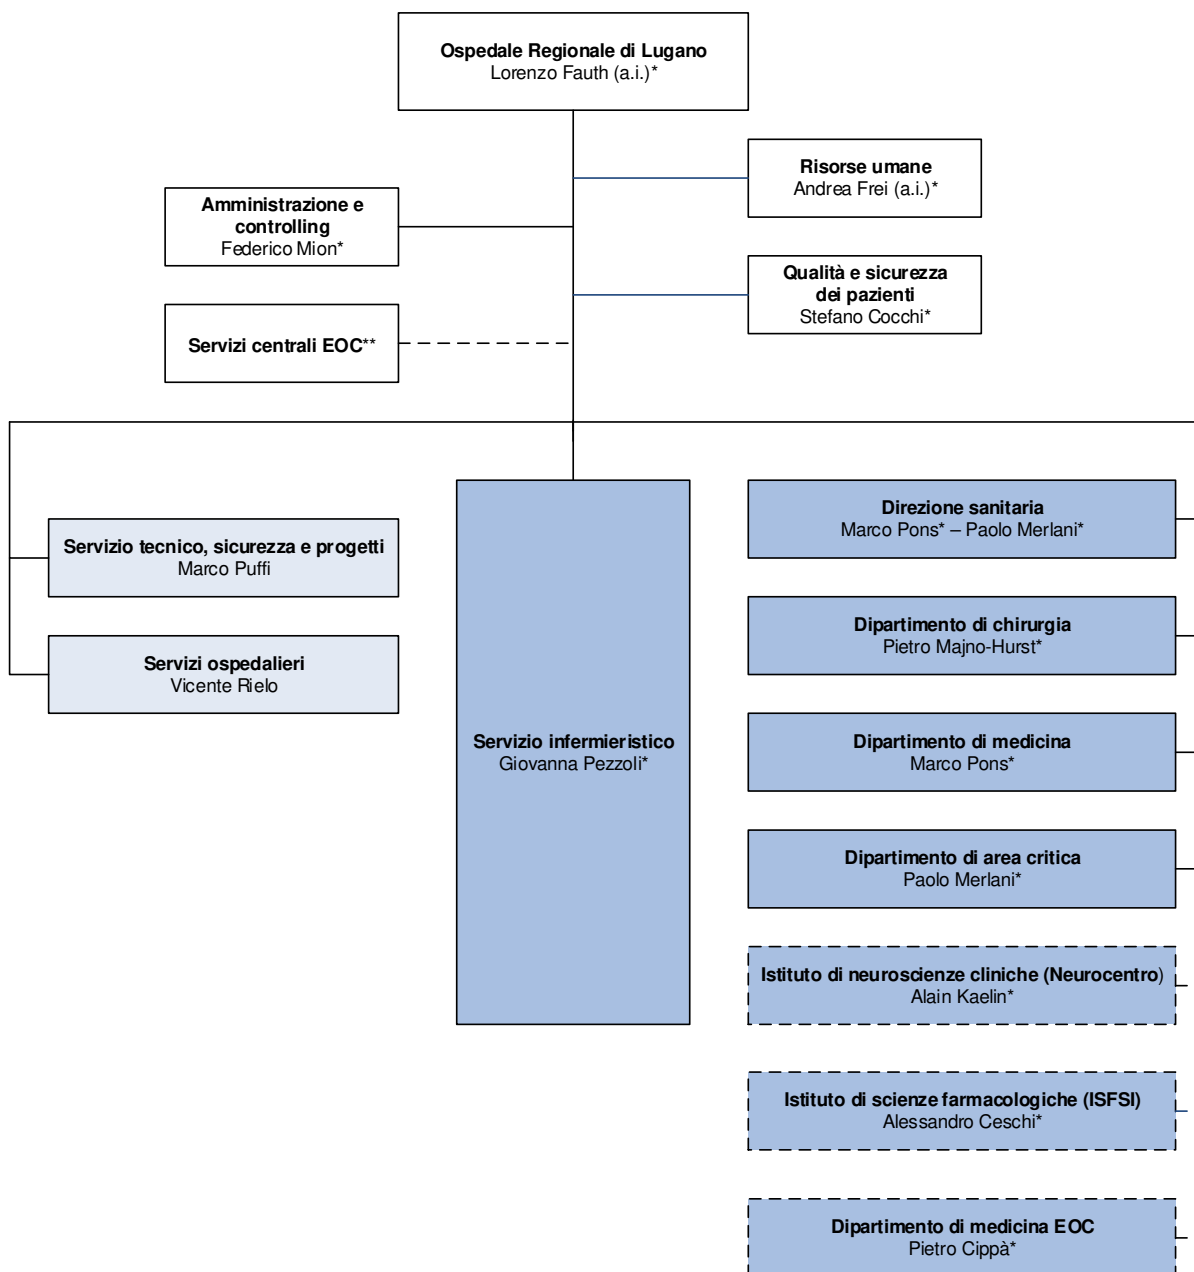 Ospedale Regionale di Lugano
Lorenzo Fauth (a.i.)*
Risorse umane
Andrea Frei (a.i.)*
Amministrazione e
controlling
Federico Mion*
Qualità e sicurezza
dei pazienti
Stefano Cocchi*
Servizi centrali EOC**
Servizio tecnico, sicurezza e progetti
Marco Puffi
Servizi ospedalieri
Vicente Rielo
Servizio infermieristico
Giovanna Pezzoli*
Direzione sanitaria
Marco Pons* – Paolo Merlani*
Dipartimento di chirurgia
Pietro Majno-Hurst*
Dipartimento di medicina
Marco Pons*
Dipartimento di area critica
Paolo Merlani*
Istituto di neuroscienze cliniche (Neurocentro)
Alain Kaelin*
Istituto di scienze farmacologiche (ISFSI)
Alessandro Ceschi*
Dipartimento di medicina EOC
Pietro Cippà*